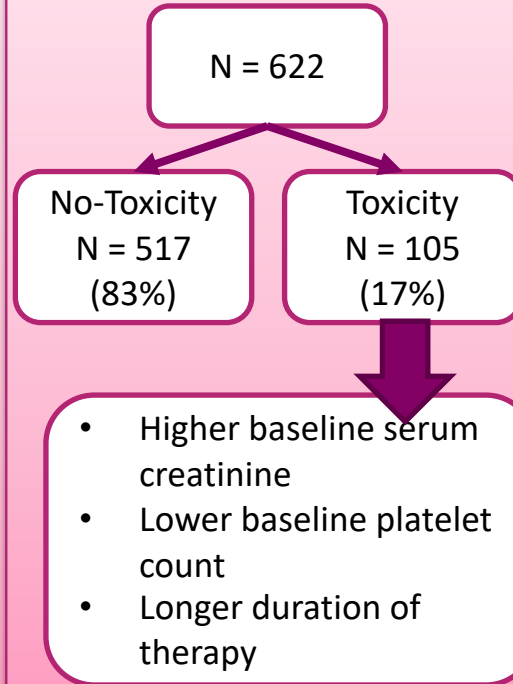 N = 622
No-Toxicity
N = 517
(83%)
Toxicity
N = 105
(17%)
• Higher baseline serum
creatinine
• Lower baseline platelet
count
• Longer duration of
therapy